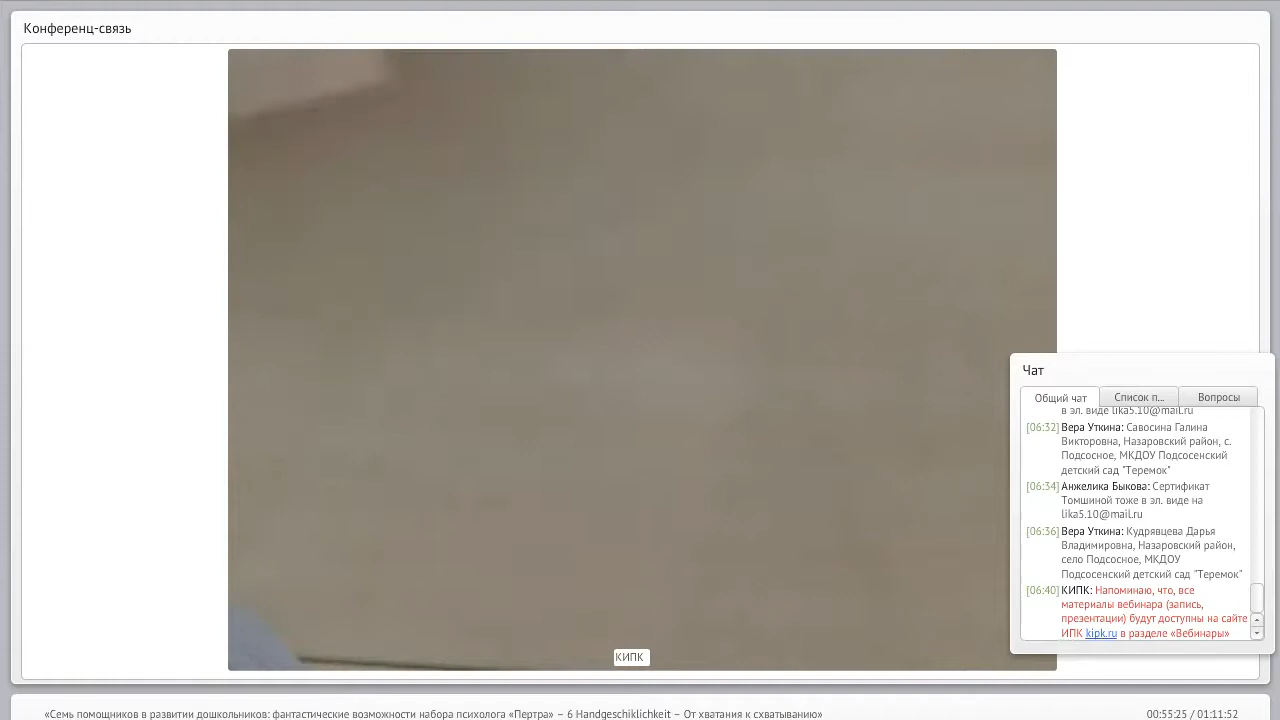 Конференц-связь
КИПК
Чат
Общий чат
Список п...
Вопросы
в эл. виде lika5.10@mail.ru
[06:32] Вера Уткина: Савосина Галина
Викторовна, Назаровский район, с.
Подсосное, МКДОУ Подсосенский
детский сад "Теремок"
[06:34] Анжелика Быкова: Сертификат
Томшиной тоже в эл. виде на
lika5.10@mail.ru
[06:36] Вера Уткина: Кудрявцева Дарья
Владимировна, Назаровский район,
село Подсосное, МКДОУ
Подсосенский детский сад "Теремок"
[06:40] КИПК: Напоминаю, что, все
материалы вебинара (запись,
презентации) будут доступны на сайте
ИПК kipk.ru в разделе «Вебинары»
«Семь помощников в развитии дошкольников: фантастические возможности набора психолога «Пертра» – 6 Handgeschiklichkeit – От хватания к схватыванию»
00:55:25 / 01:11:52